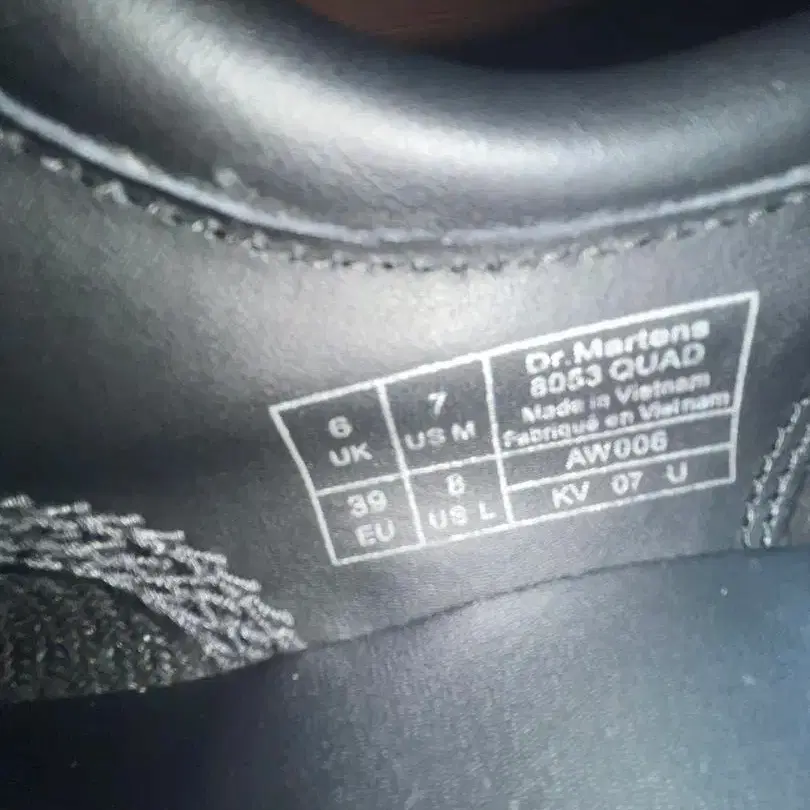 6
UK
7
US M
39
EU
8
US L
Dr. Martens
8053 QUAD
Made in Vietnam
Fabriqué en Vietnam
AW006
KV 07 U